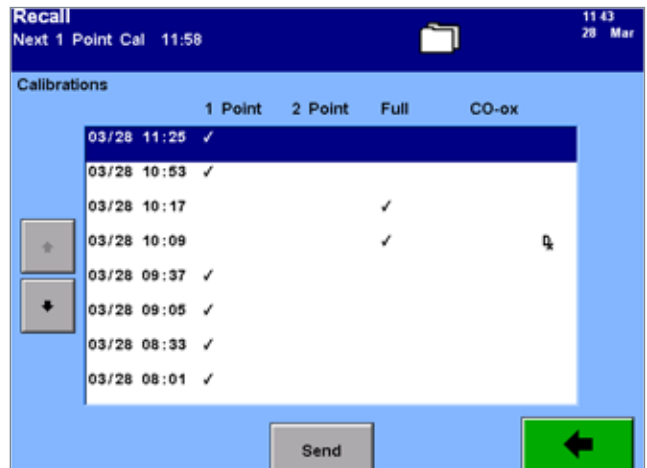 Recall
Next 1 Point Cal 11:58
11 43
28 Mar
Calibrations
1 Point 2 Point Full CO-ox
03/28 11:25 ✓
03/28 10:53 ✓
03/28 10:17 ✓
03/28 10:09 ✓
03/28 09:37 ✓
03/28 09:05 ✓
03/28 08:33 ✓
03/28 08:01 ✓
Send